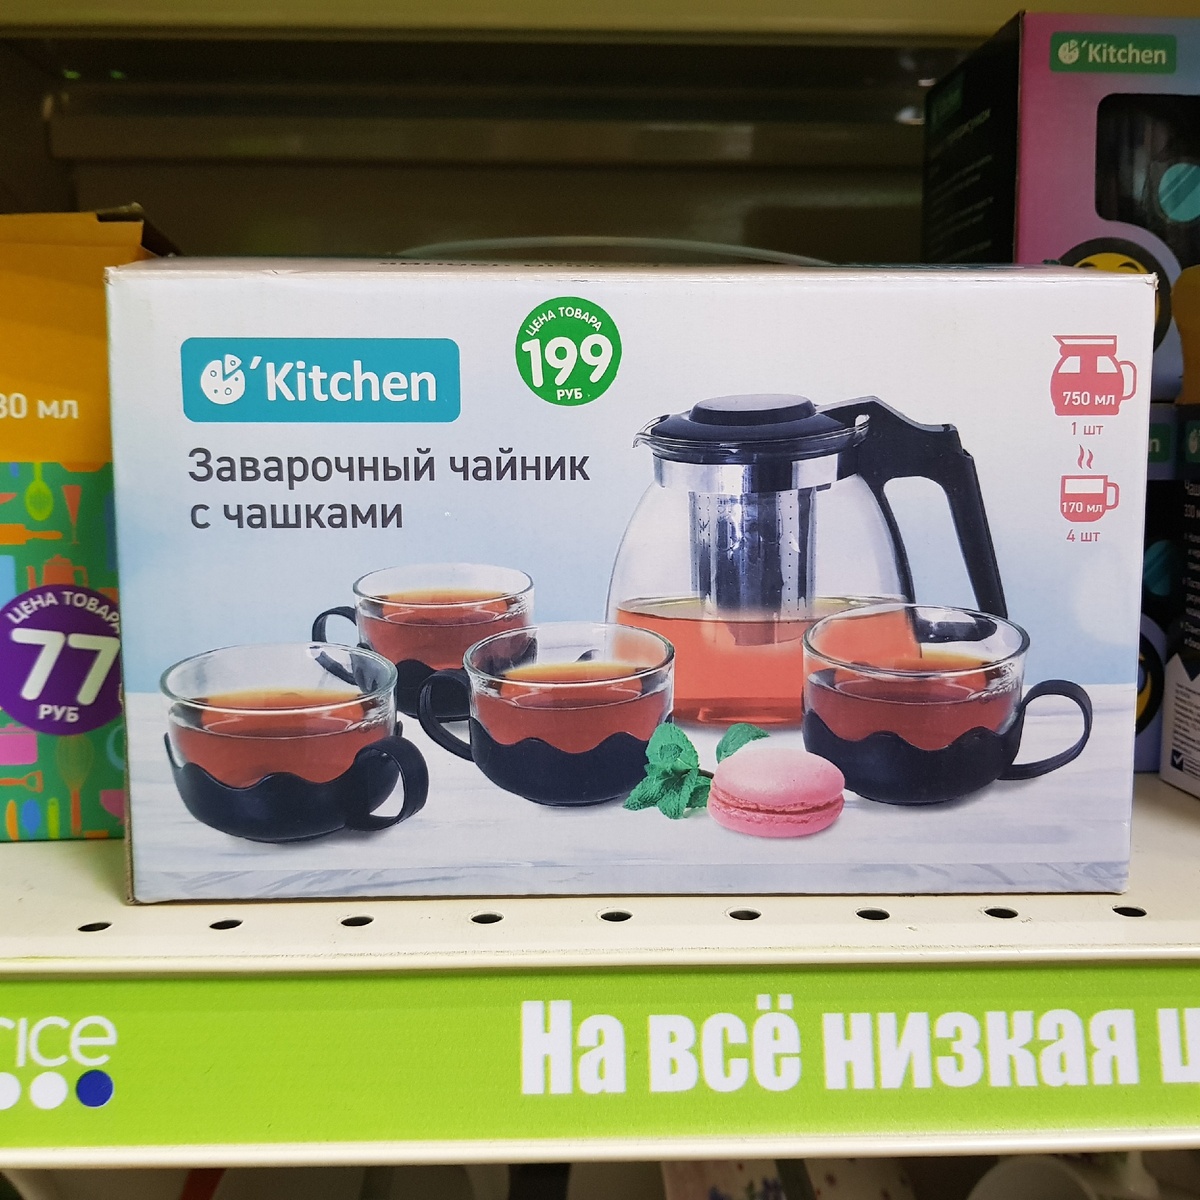 'Kitchen
ЦЕНА ТОВАРА
199
РУБ
'Kitchen
Заварочный чайник
с чашками
750 мл
1 шт
170 мл
4 шт
30 мл
ЦЕНА ТОВАРА
77
РУБ
rice
На всё низкая ц